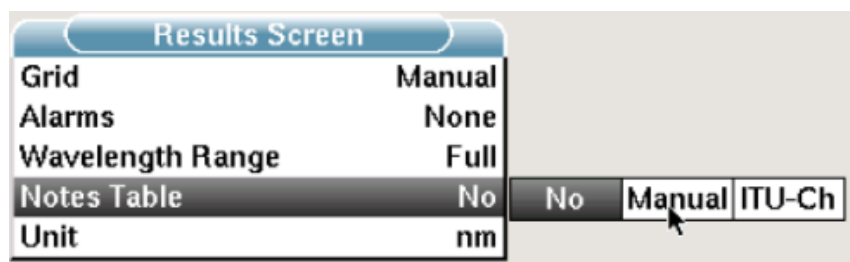 Results Screen
Grid Manual
Alarms None
Wavelength Range Full
Notes Table No No Manual ITU-Ch
Unit nm